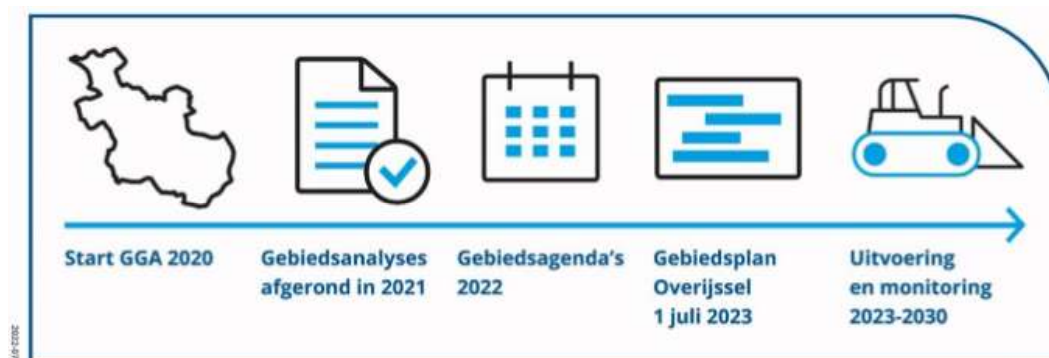 Start GGA 2020
Gebiedsanalyses
afgerond in 2021
Gebiedsagenda's
2022
Gebiedsplan
Overijssel
1 juli 2023
Uitvoering
en monitoring
2023-2030